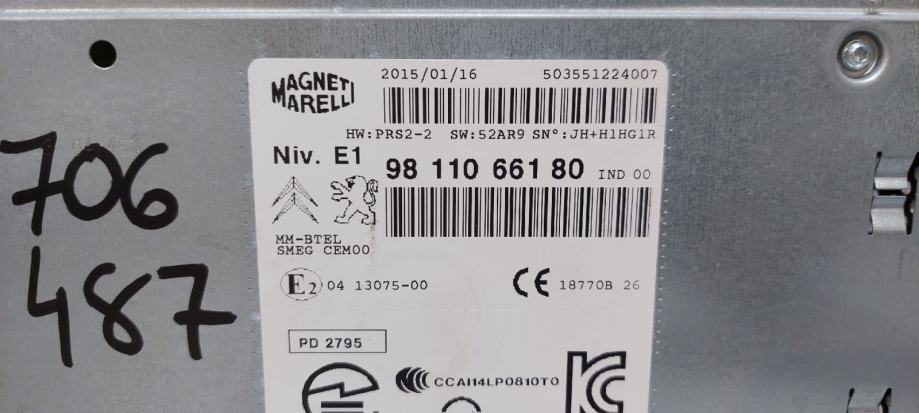 706
487
MAGNETI
MARELLI
2015/01/16 503551224007
HW:PRS2-2 SW:52AR9 SN°:JH+H1HG1R
Niv. E1
98 110 661 80 IND 00
MM-BTEL
SMEG CEM00
E2 04 13075-00
CE 18770B 26
PD 2795
CCAI14LP0810T0